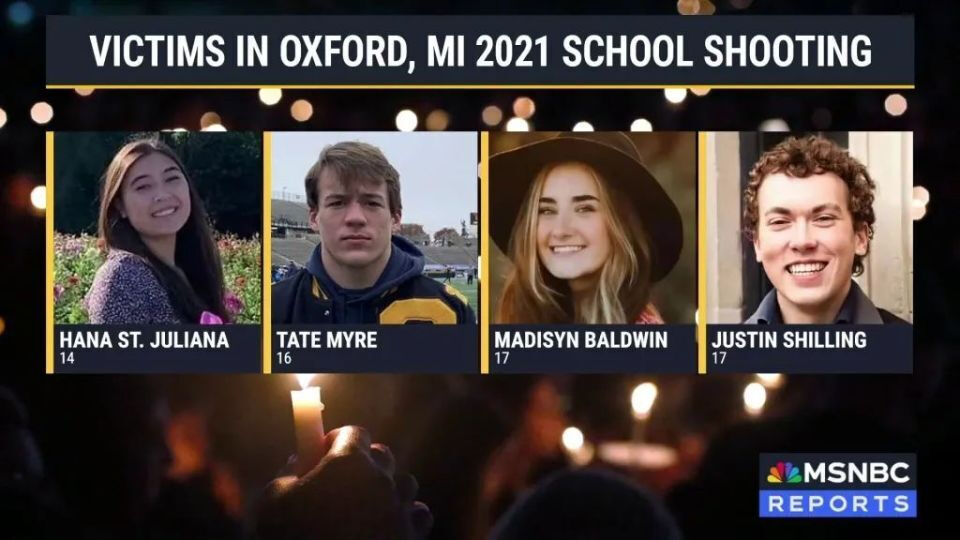 VICTIMS IN OXFORD, MI 2021 SCHOOL SHOOTING
HANA ST. JULIANA
14
TATE MYRE
16
MADISYN BALDWIN
17
JUSTIN SHILLING
17
MSNBC
REPORTS